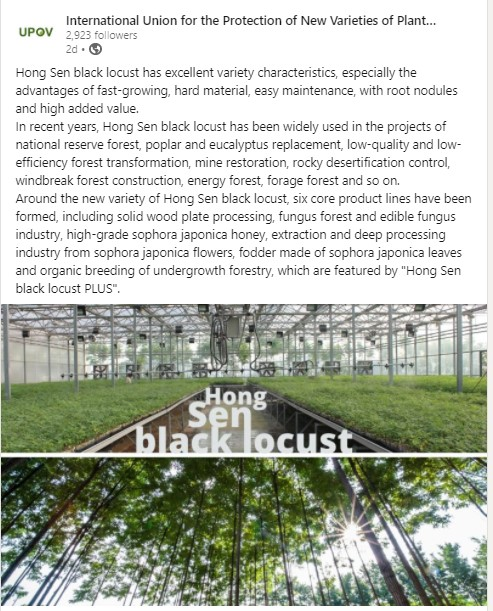 UPOV
International Union for the Protection of New Varieties of Plant...
2,923 followers
2d •
Hong Sen black locust has excellent variety characteristics, especially the
advantages of fast-growing, hard material, easy maintenance, with root nodules
and high added value.
In recent years, Hong Sen black locust has been widely used in the projects of
national reserve forest, poplar and eucalyptus replacement, low-quality and low-
efficiency forest transformation, mine restoration, rocky desertification control,
windbreak forest construction, energy forest, forage forest and so on.
Around the new variety of Hong Sen black locust, six core product lines have been
formed, including solid wood plate processing, fungus forest and edible fungus
industry, high-grade sophora japonica honey, extraction and deep processing
industry from sophora japonica flowers, fodder made of sophora japonica leaves
and organic breeding of undergrowth forestry, which are featured by "Hong Sen
black locust PLUS".
Hong
Sen
black locust